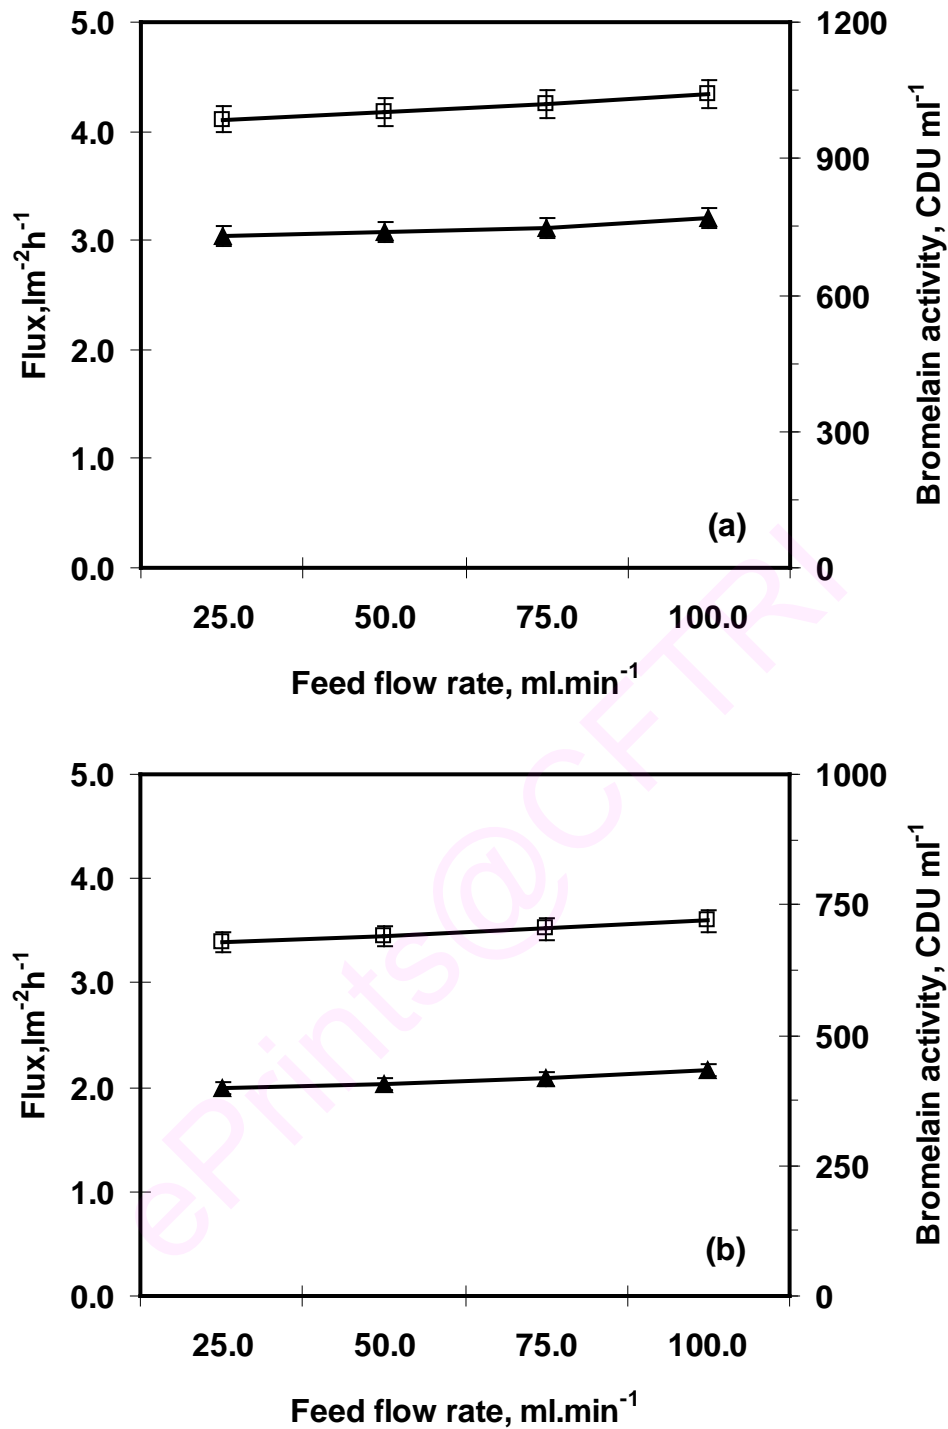 5.0
4.0
3.0
2.0
1.0
0.0
Flux,lm⁻²h⁻¹
1200
900
600
300
0
Bromelain activity, CDU ml⁻¹
(a)
25.0 50.0 75.0 100.0
Feed flow rate, ml.min⁻¹
5.0
4.0
3.0
2.0
1.0
0.0
Flux,lm⁻²h⁻¹
1000
750
500
250
0
Bromelain activity, CDU ml⁻¹
(b)
25.0 50.0 75.0 100.0
Feed flow rate, ml.min⁻¹
ePrints@CFTRI